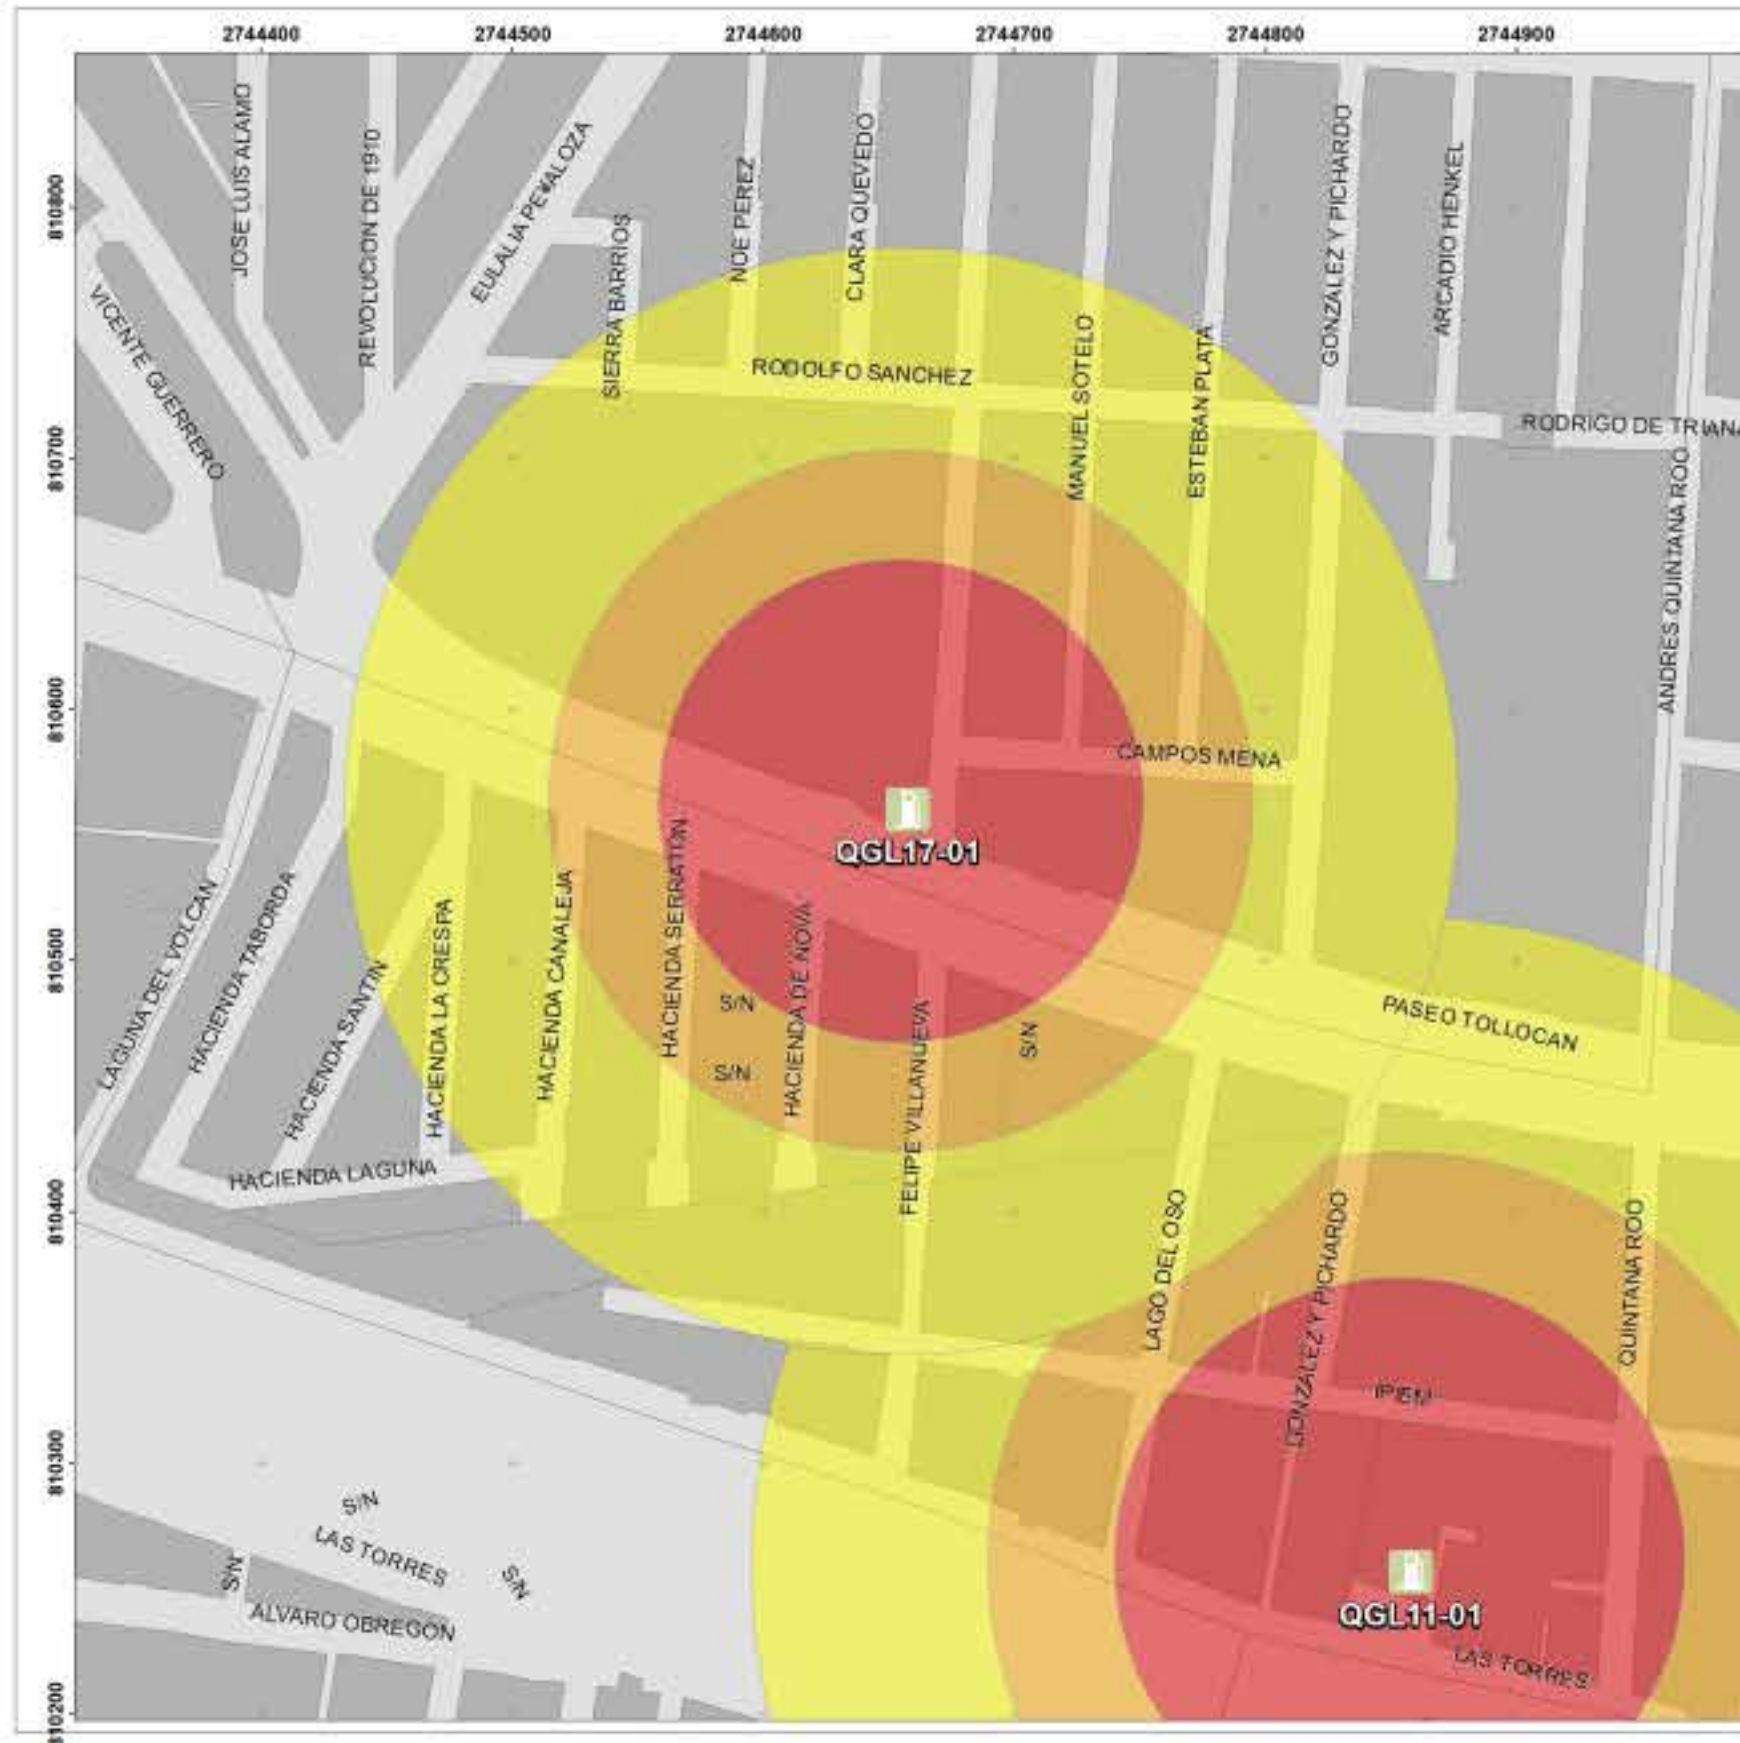 2744400 2744500 2744600 2744700 2744800 2744900
810800
810700
810600
810500
810400
810300
810200
JOSE LUIS ALAMO
REVOLUCION DE 1910
EULALIA PEÑALOZA
SIERRA BARRIOS
NOE PEREZ
CLARA QUEVEDO
GONZALEZ Y PICHARDO
ARCADIO HENKEL
VICENTE GUERRERO
RODOLFO SANCHEZ
MANUEL SOTELO
ESTEBAN PLATA
RODRIGO DE TRIANA
ANDRES QUINTANA ROO
CAMPOS MENA
QGL17-01
LAGUNA DEL VOLCAN
HACIENDA TABORDA
HACIENDA SANTIN
HACIENDA LA CRESPA
HACIENDA CANALEJA
HACIENDA SERRATON
S/N
S/N
HACIENDA DE NOVA
FELIPE VILLANUEVA
S/N
PASEO TOLLOCAN
HACIENDA LAGUNA
LAGO DEL OSO
GONZALEZ Y PICHARDO
QUINTANA ROO
IPIEM
S/N
LAS TORRES
S/N
S/N
ALVARO OBREGON
QGL11-01
LAS TORRES